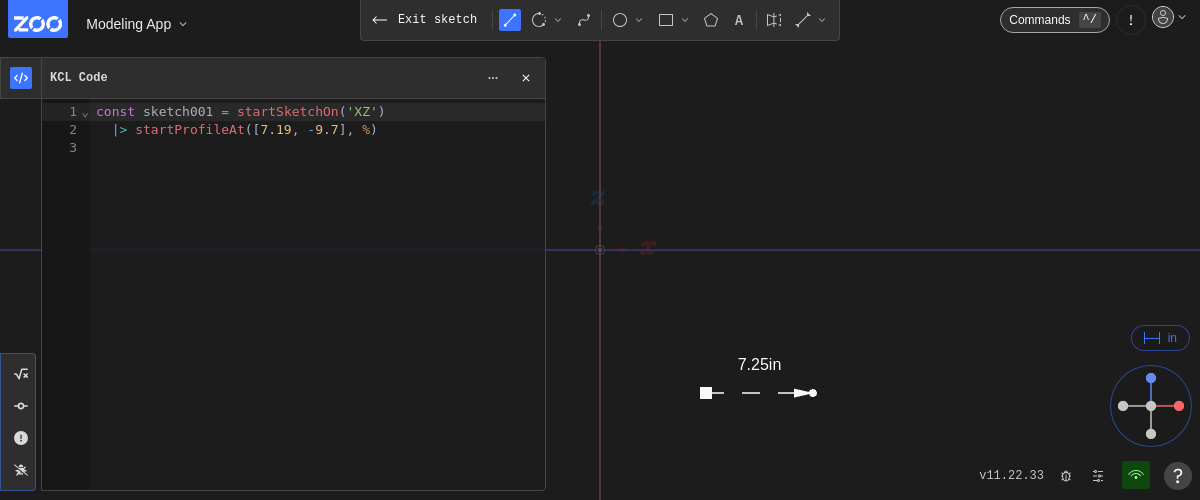 ZOO
Modeling App
Exit sketch
A
Commands ^/
!
KCL Code
1 const sketch001 = startSketchOn('XZ')
2 |> startProfileAt([7.19, -9.7], %)
3
z
x
in
7.25in
v11.22.33
?